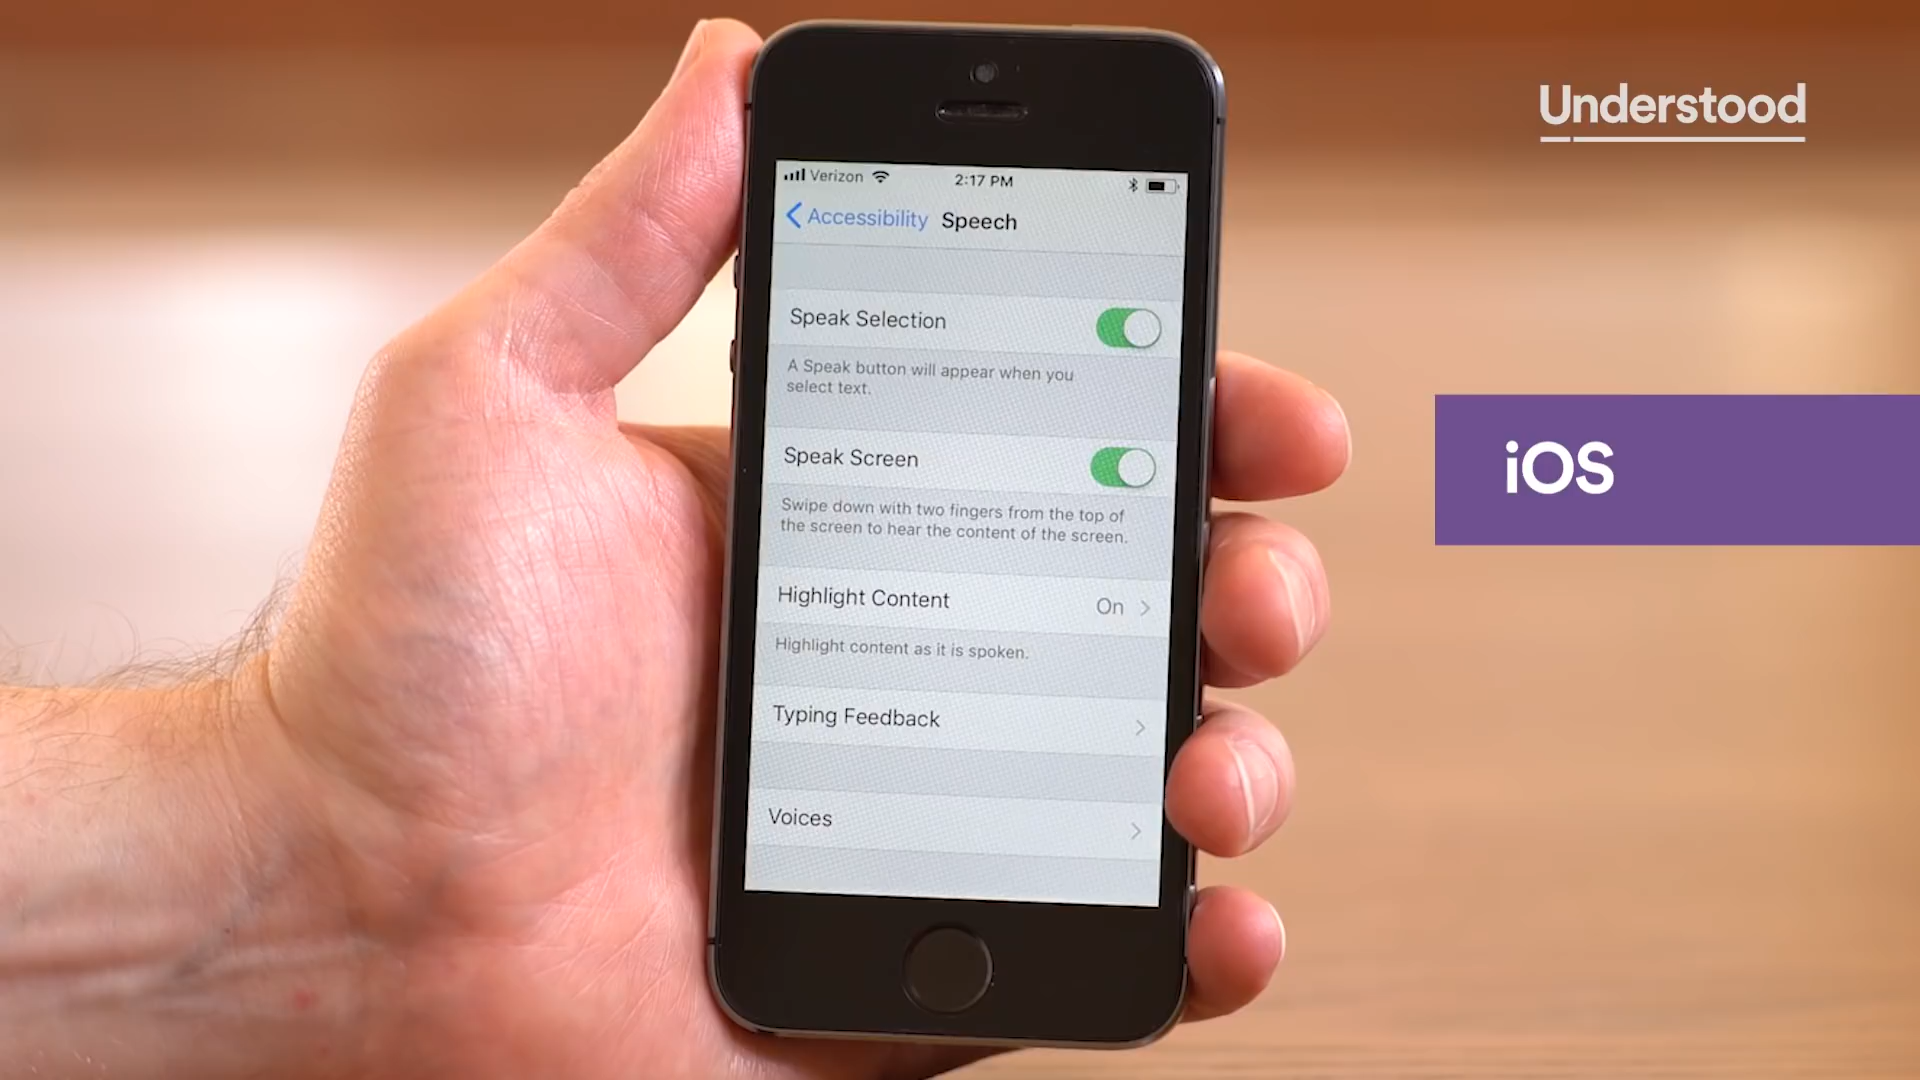 Understood
Verizon 2:17 PM
Accessibility Speech
Speak Selection
A Speak button will appear when you
select text.
Speak Screen
Swipe down with two fingers from the top of
the screen to hear the content of the screen.
Highlight Content On
Highlight content as it is spoken.
Typing Feedback
Voices
iOS